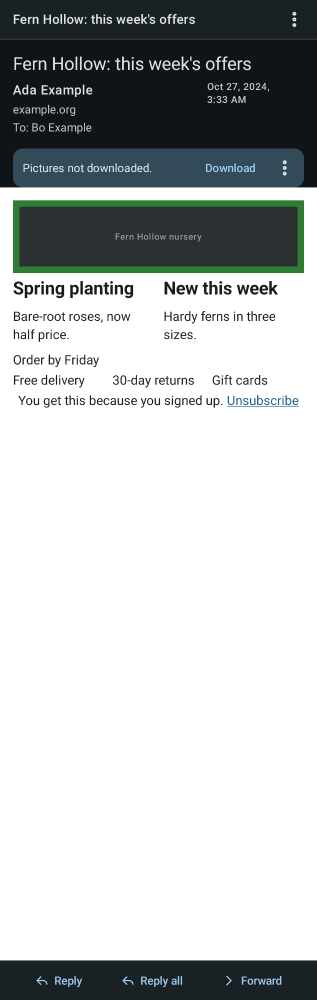 Fern Hollow: this week's offers
Fern Hollow: this week's offers
Ada Example
Oct 27, 2024,
3:33 AM
example.org
To: Bo Example
Pictures not downloaded.
Download
Fern Hollow nursery
Spring planting
Bare-root roses, now
half price.
New this week
Hardy ferns in three
sizes.
Order by Friday
Free delivery 30-day returns Gift cards
You get this because you signed up. Unsubscribe
Reply Reply all Forward